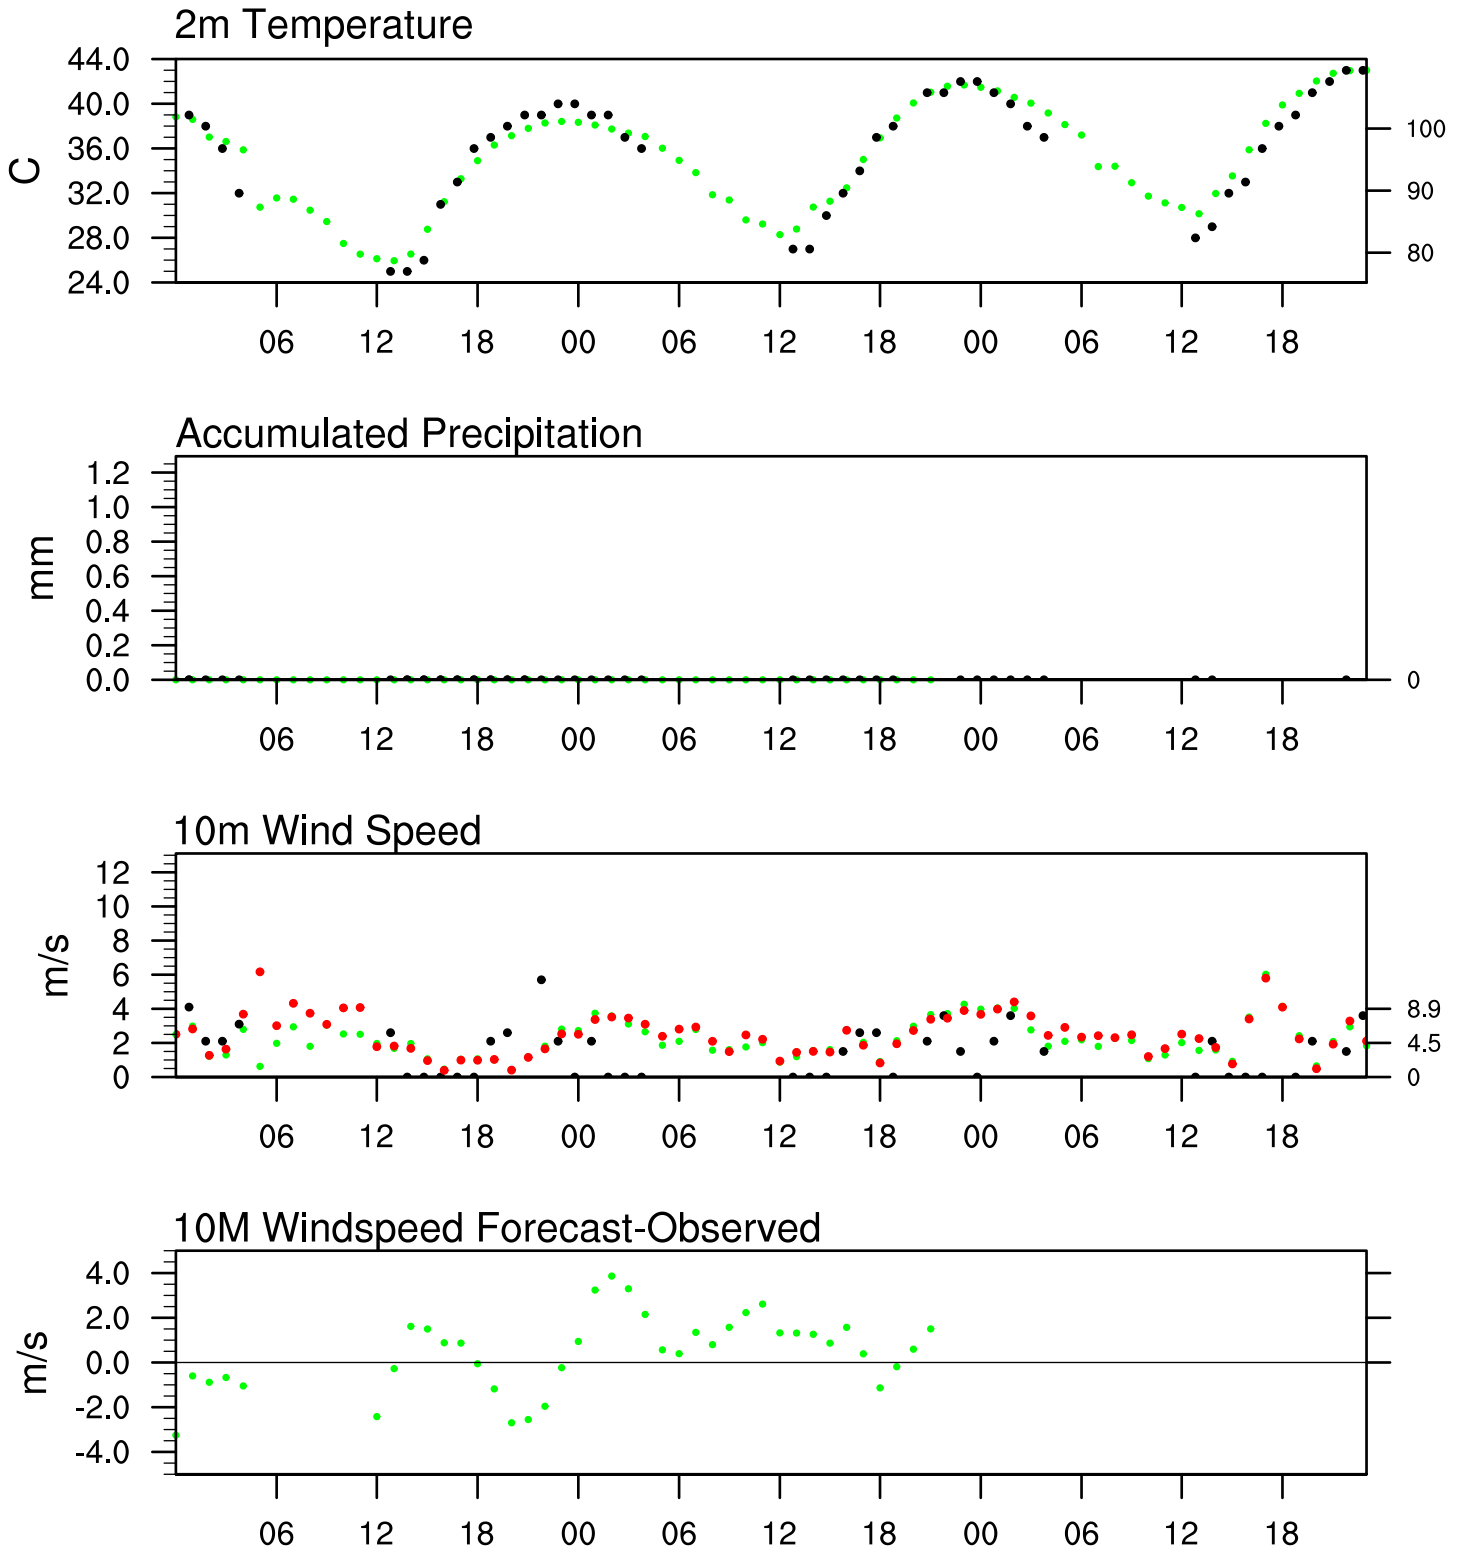 2m Temperature
44.0
40.0
36.0
32.0
28.0
24.0
C
100
90
80
06 12 18 00 06 12 18 00 06 12 18
Accumulated Precipitation
1.2
1.0
0.8
0.6
0.4
0.2
0.0
mm
0
06 12 18 00 06 12 18 00 06 12 18
10m Wind Speed
12
10
8
6
4
2
0
m/s
8.9
4.5
0
06 12 18 00 06 12 18 00 06 12 18
10M Windspeed Forecast-Observed
4.0
2.0
0.0
-2.0
-4.0
m/s
06 12 18 00 06 12 18 00 06 12 18